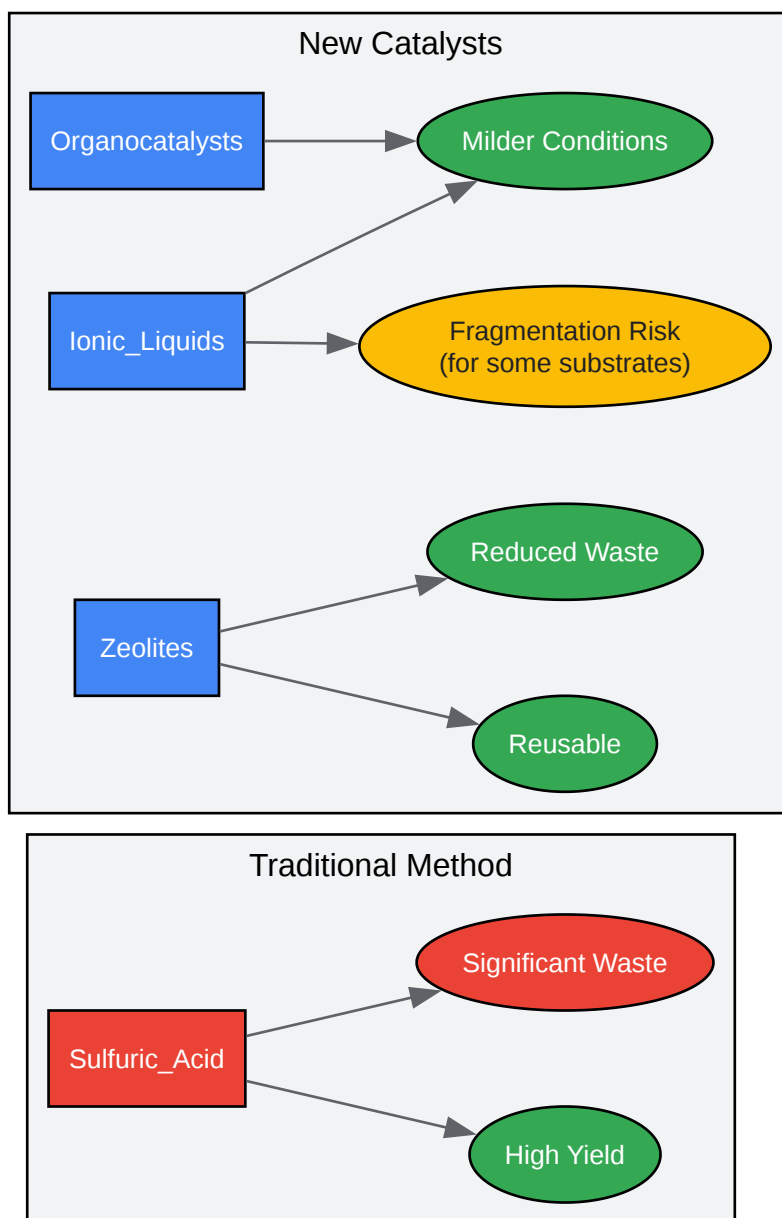 New Catalysts
Organocatalysts
Milder Conditions
Ionic_Liquids
Fragmentation Risk
(for some substrates)
Reduced Waste
Zeolites
Reusable
Traditional Method
Significant Waste
Sulfuric_Acid
High Yield